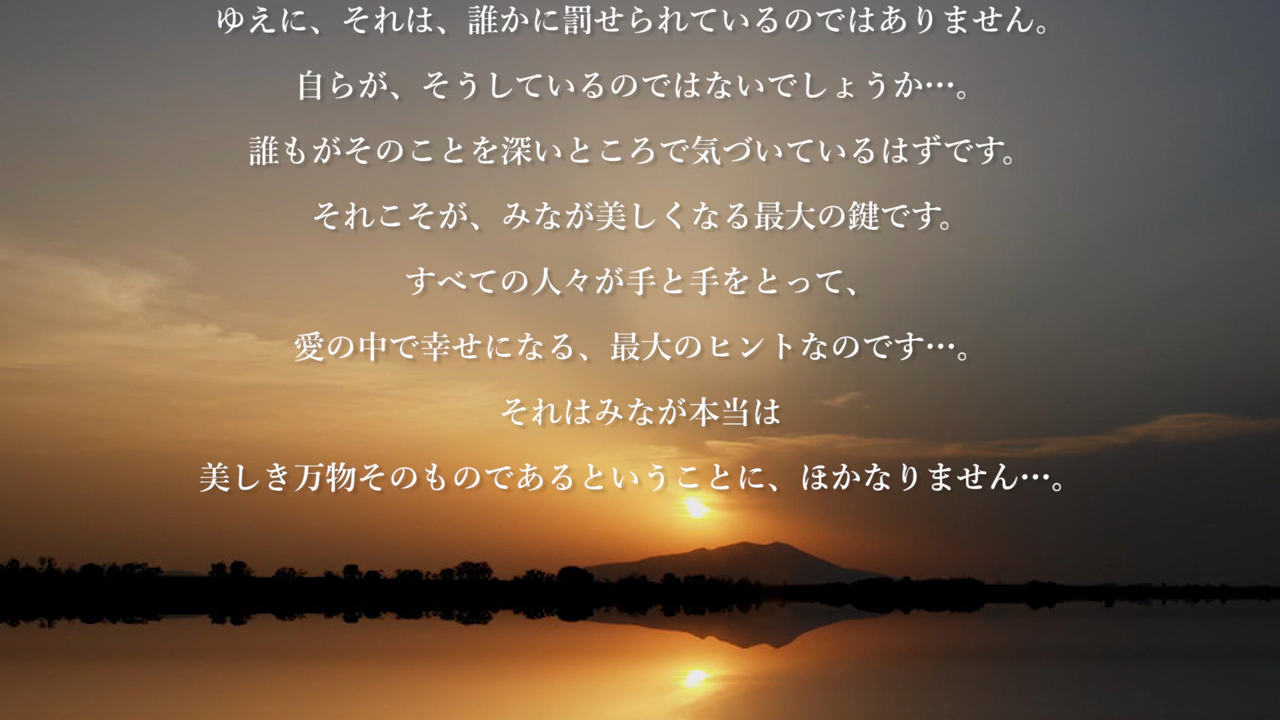 ゆえに、それは、誰かに罰せられているのではありません。
自らが、そうしているのではないでしょうか…。
誰もがそのことを深いところで気づいているはずです。
それこそが、みなが美しくなる最大の鍵です。
すべての人々が手と手をとって、
愛の中で幸せになる、最大のヒントなのです…。
それはみなが本当は
美しき万物そのものであるということに、ほかなりません…。